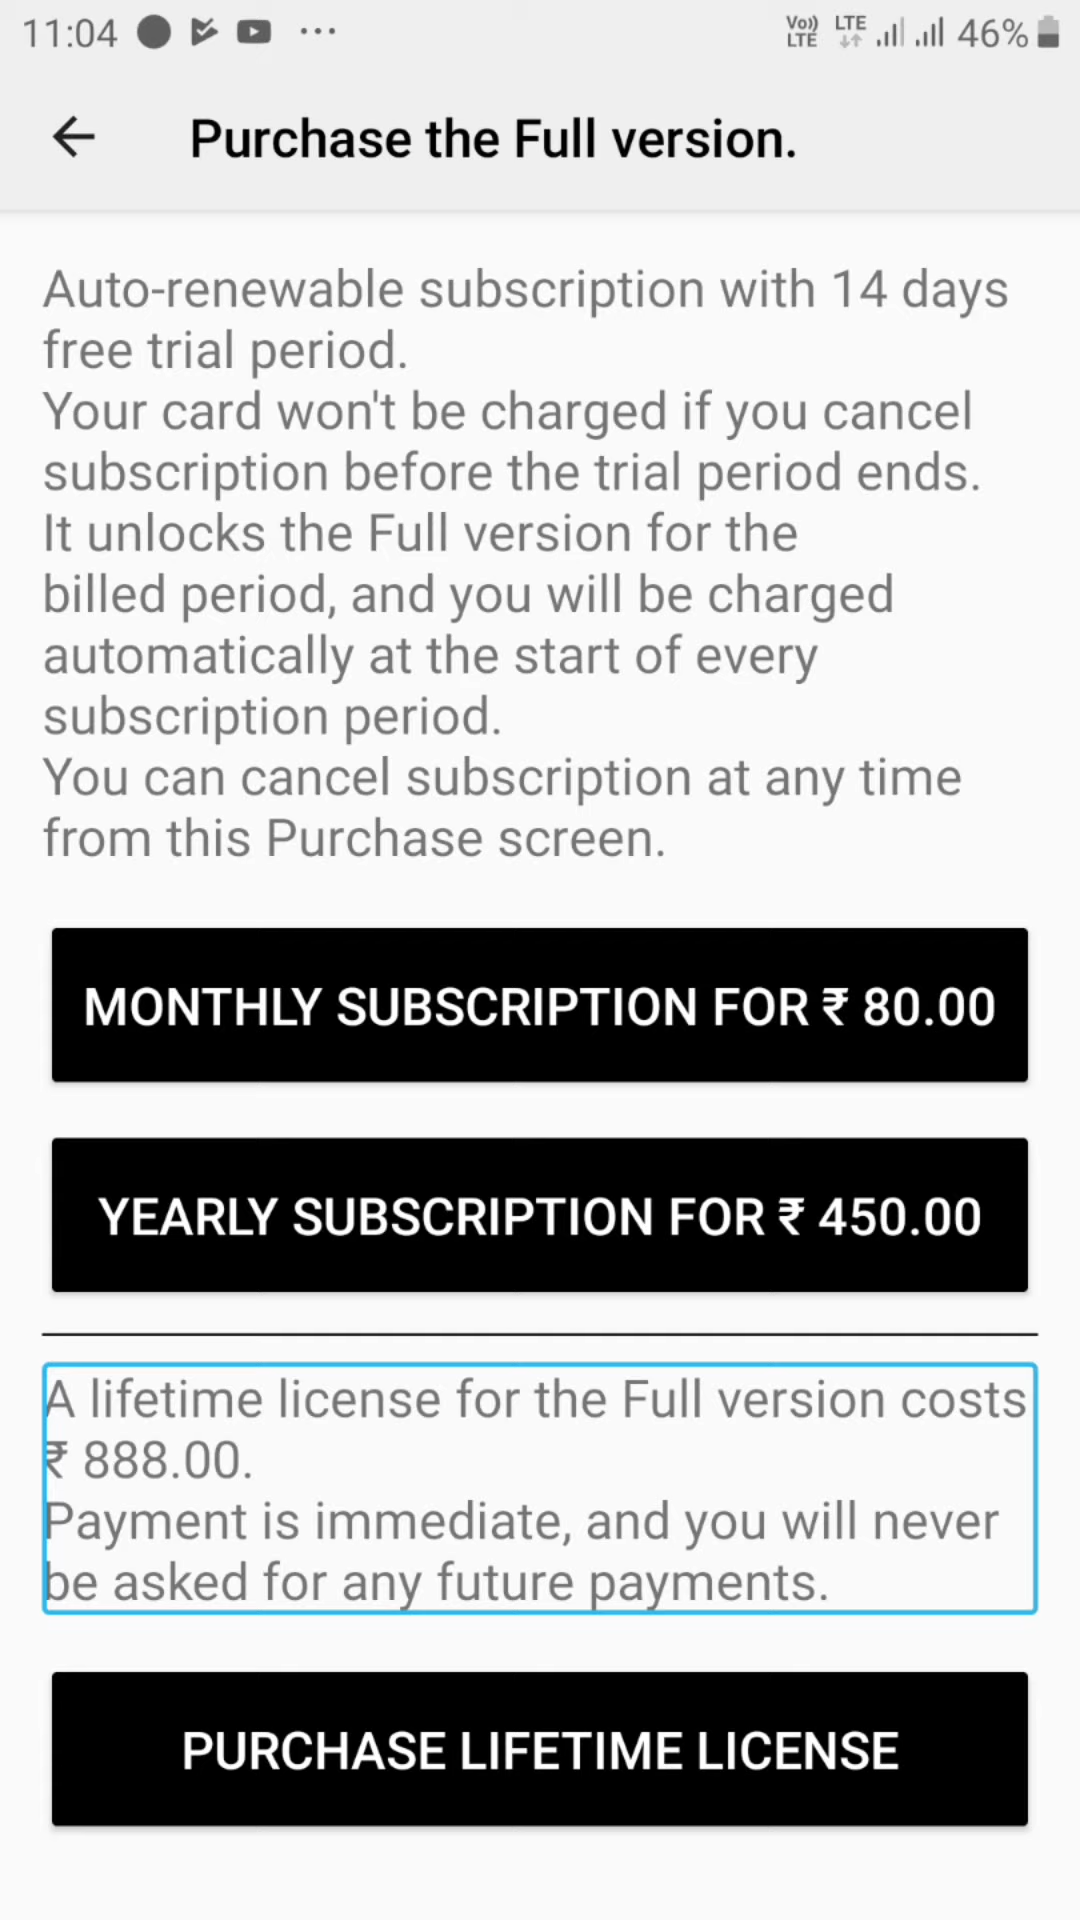 11:04 ... Vo)) LTE LTE 46%
Purchase the Full version.
Auto-renewable subscription with 14 days
free trial period.
Your card won't be charged if you cancel
subscription before the trial period ends.
It unlocks the Full version for the
billed period, and you will be charged
automatically at the start of every
subscription period.
You can cancel subscription at any time
from this Purchase screen.
MONTHLY SUBSCRIPTION FOR ₹ 80.00
YEARLY SUBSCRIPTION FOR ₹ 450.00
A lifetime license for the Full version costs
₹ 888.00.
Payment is immediate, and you will never
be asked for any future payments.
PURCHASE LIFETIME LICENSE